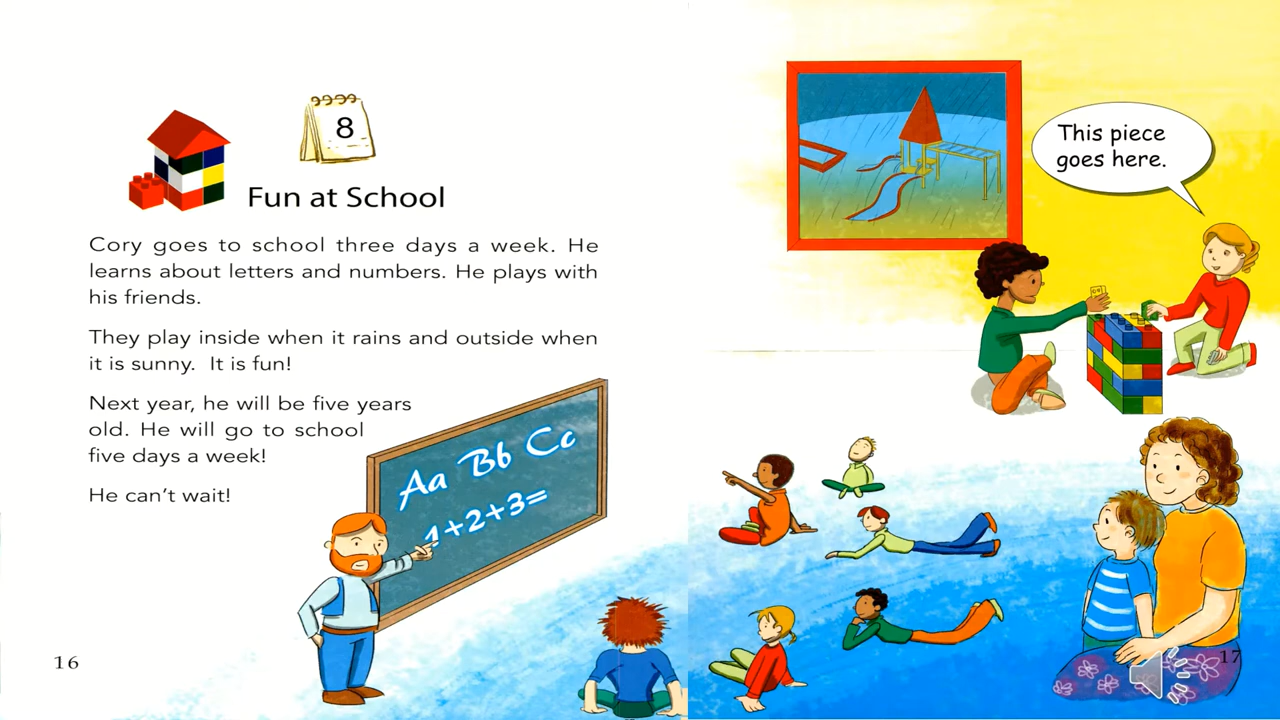 8
Fun at School
Cory goes to school three days a week. He
learns about letters and numbers. He plays with
his friends.
They play inside when it rains and outside when
it is sunny. It is fun!
Next year, he will be five years
old. He will go to school
five days a week!
He can't wait!
Aa Bb Cc
1+2+3=
16
This piece
goes here.
17